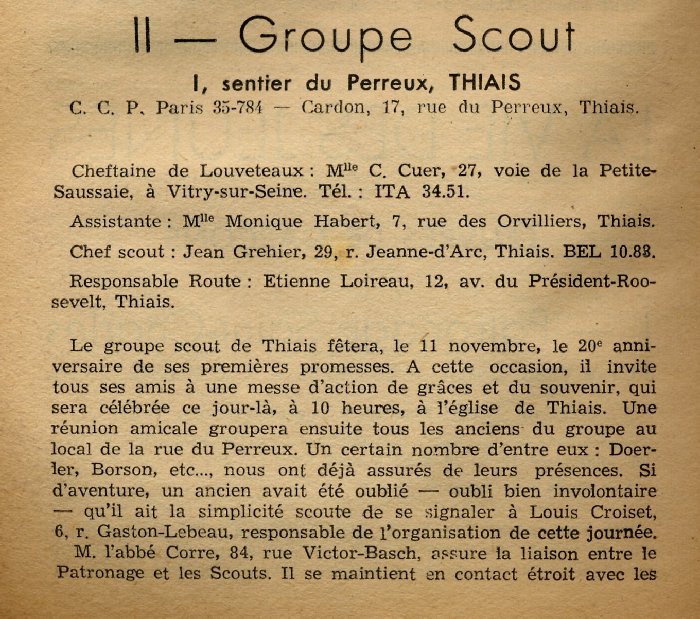 II — Groupe Scout
I, sentier du Perreux, THIAIS
C. C. P. Paris 35-784 — Cardon, 17, rue du Perreux, Thiais.
Cheftaine de Louveteaux : Mlle C. Cuer, 27, voie de la Petite-
Saussaie, à Vitry-sur-Seine. Tél. : ITA 34.51.
Assistante : Mlle Monique Habert, 7, rue des Orvilliers, Thiais.
Chef scout : Jean Grehier, 29, r. Jeanne-d'Arc, Thiais. BEL 10.88.
Responsable Route : Etienne Loireau, 12, av. du Président-Roo-
sevelt, Thiais.
Le groupe scout de Thiais fêtera, le 11 novembre, le 20e anni-
versaire de ses premières promesses. A cette occasion, il invite
tous ses amis à une messe d'action de grâces et du souvenir, qui
sera célébrée ce jour-là, à 10 heures, à l'église de Thiais. Une
réunion amicale groupera ensuite tous les anciens du groupe au
local de la rue du Perreux. Un certain nombre d'entre eux : Doer-
ler, Borson, etc..., nous ont déjà assurés de leurs présences. Si
d'aventure, un ancien avait été oublié — oubli bien involontaire
— qu'il ait la simplicité scoute de se signaler à Louis Croiset,
6, r. Gaston-Lebeau, responsable de l'organisation de cette journée.
M. l'abbé Corre, 84, rue Victor-Basch, assure la liaison entre le
Patronage et les Scouts. Il se maintient en contact étroit avec les